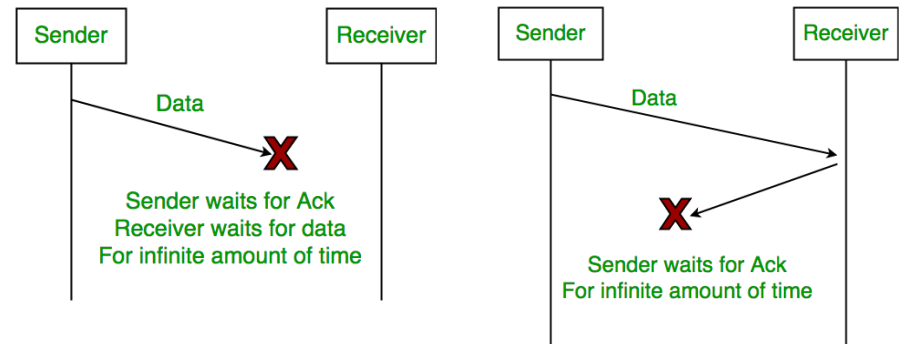 Sender
Receiver
Data
X
Sender waits for Ack
Receiver waits for data
For infinite amount of time
Sender
Receiver
Data
X
Sender waits for Ack
For infinite amount of time